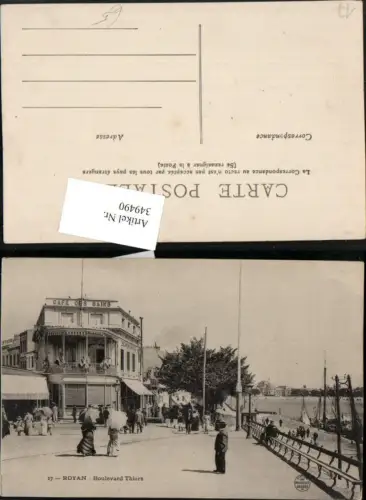 CARTE POSTALE
La Correspondance au recto n'est pas acceptée par tous les pays étrangers
(Se renseigner à la Poste)
Correspondance
Adresse
Artikel Nr.
349490
CAFE DES BAINS
17 — ROYAN - Boulevard Thiers